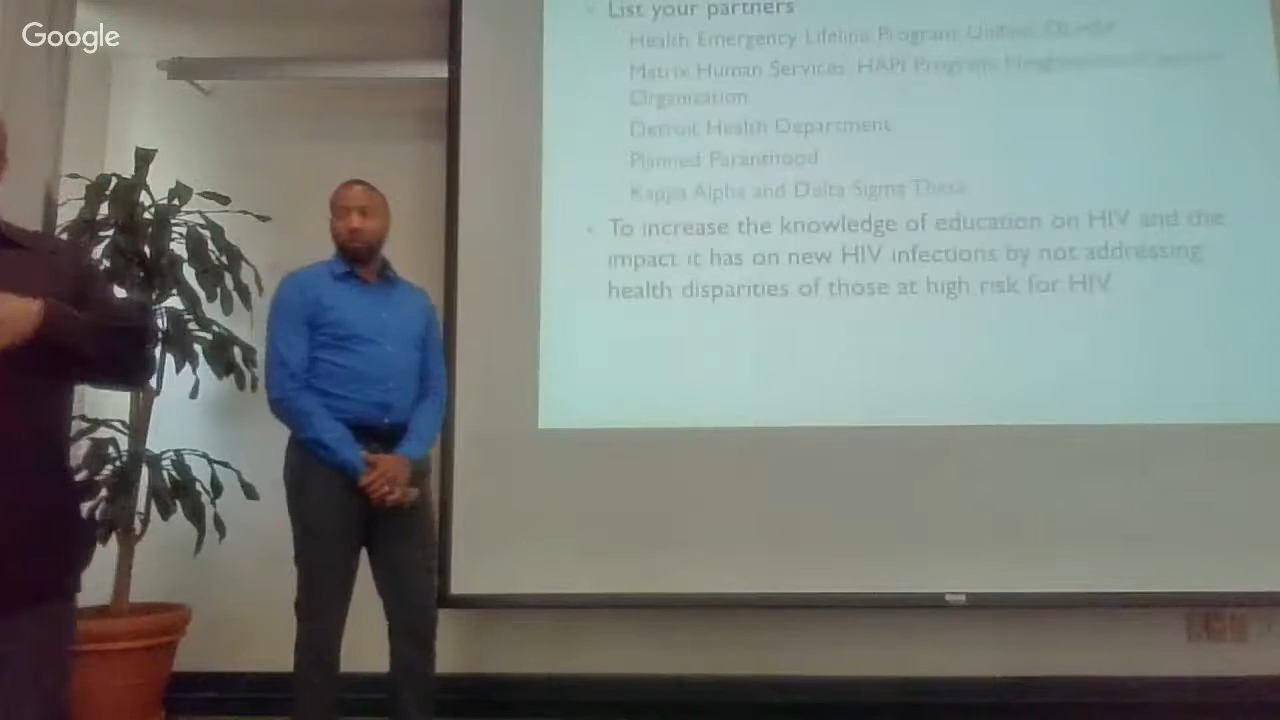 Google
List your partners
Health Emergency Lifeline Program
Matrix Human Services HAPI Program
Organization
Detroit Health Department
Planned Paranthood
Kappa Alpha and Delta Sigma Theta
To increase the knowledge of education on HIV and the
impact it has on new HIV infections by not addressing
health disparities of those at high risk for HIV